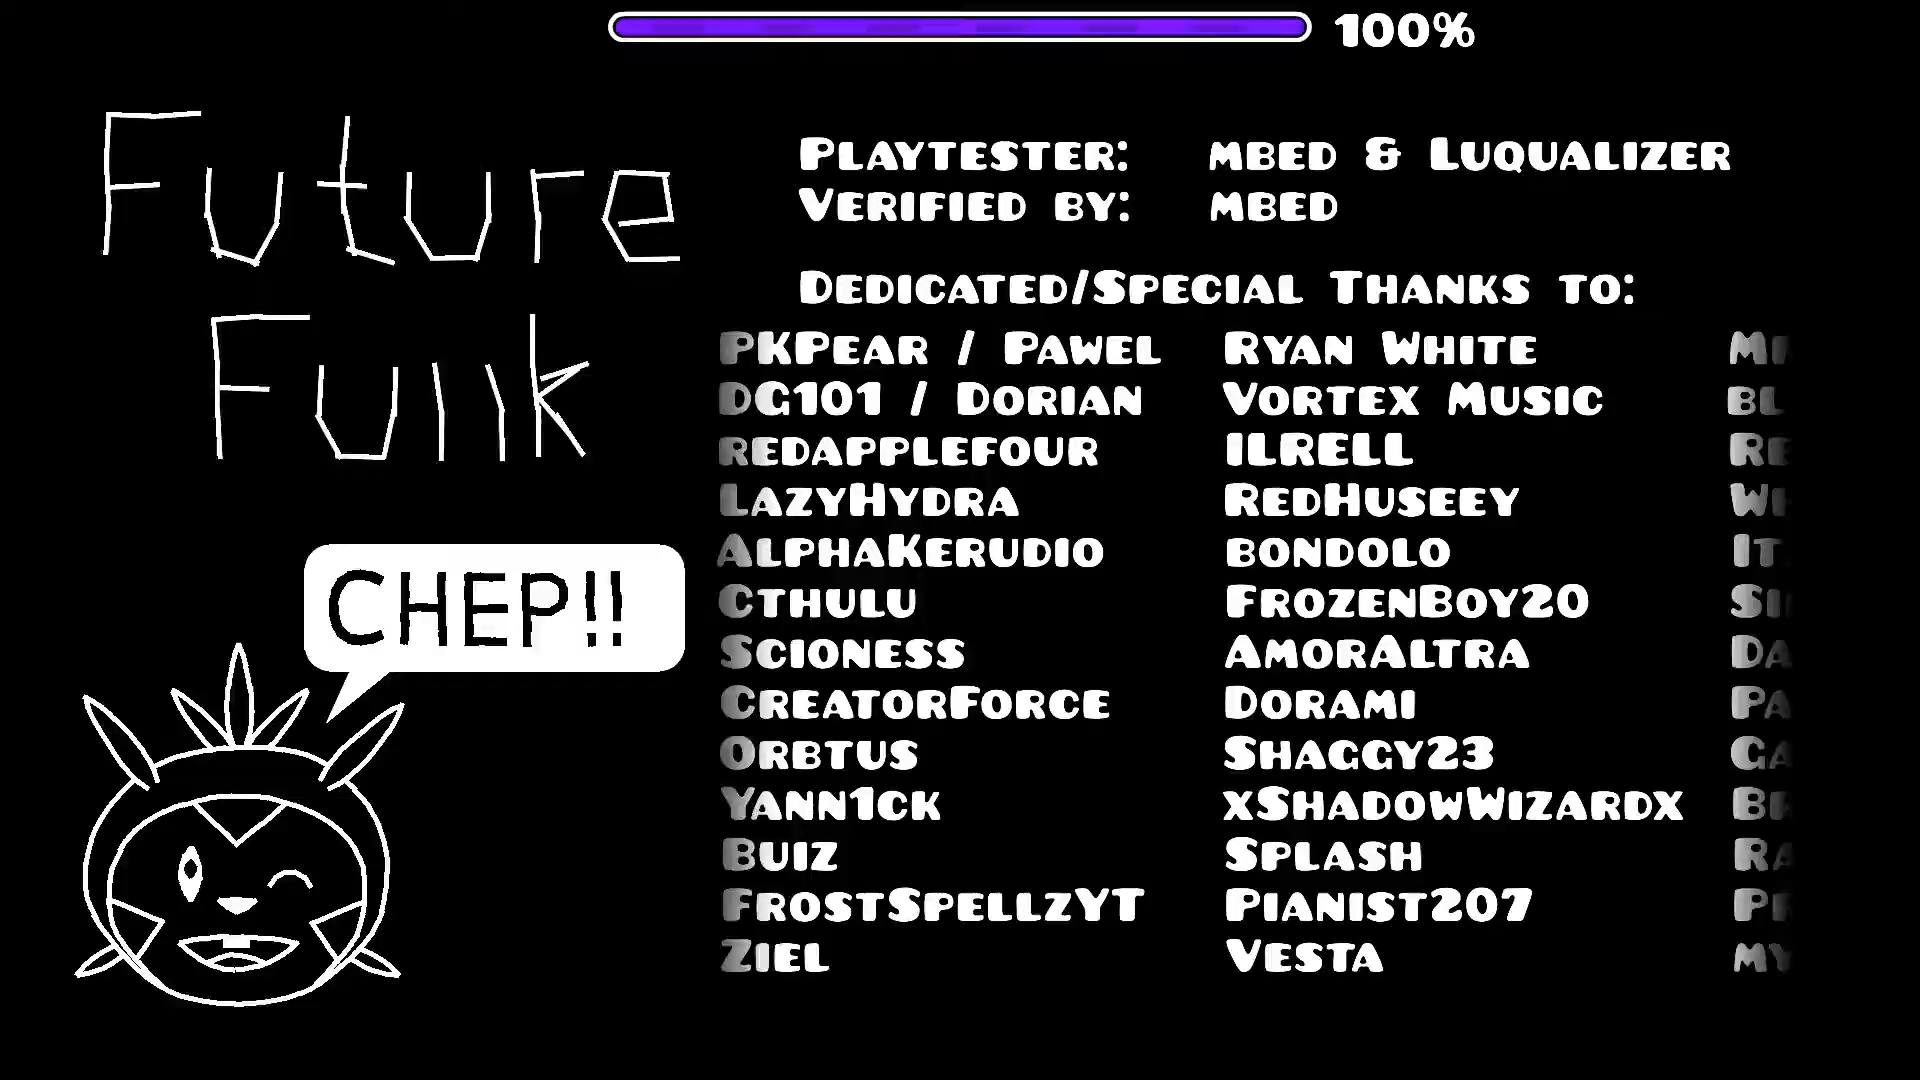 100%
Future
Funk
Playtester: mbed & Luqualizer
Verified by: mbed
Dedicated/Special Thanks to:
PKPear / Pawel Ryan White
DG101 / Dorian Vortex Music
redapplefour ILRELL
LazyHydra RedHuseey
AlphaKerudio bondolo
Cthulu FrozenBoy20
Scioness AmorAltra
CreatorForce Dorami
Orbtus Shaggy23
Yann1ck xShadowWizardx
Buiz Splash
FrostSpellzYT Pianist207
Ziel Vesta
CHEP!!